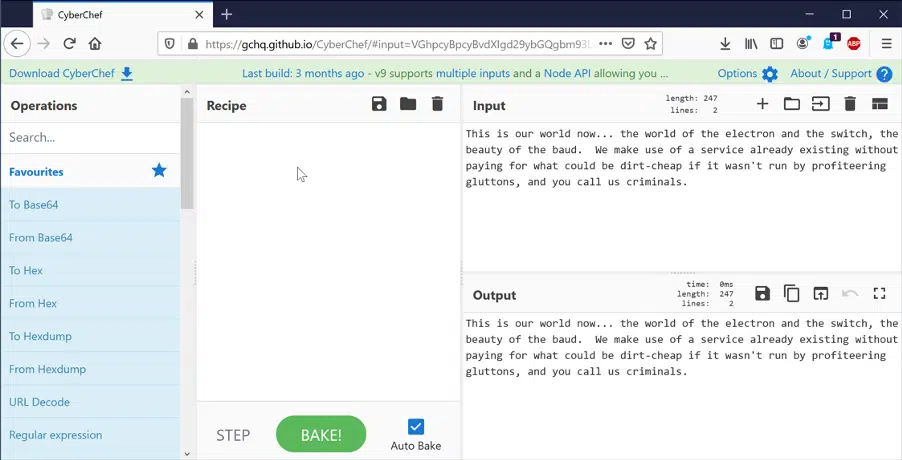 CyberChef
https://gchq.github.io/CyberChef/#input=VGhpcyBpcyBvdXIgd29ybGQgbm93L
1
ABP
Download CyberChef
Last build: 3 months ago - v9 supports multiple inputs and a Node API allowing you ...
Options
About / Support
Operations
Recipe
Input
length: 247
lines: 2
Search...
Favourites
To Base64
From Base64
To Hex
From Hex
To Hexdump
From Hexdump
URL Decode
Regular expression
This is our world now... the world of the electron and the switch, the
beauty of the baud.  We make use of a service already existing without
paying for what could be dirt-cheap if it wasn't run by profiteering
gluttons, and you call us criminals.
Output
time: 0ms
length: 247
lines: 2
This is our world now... the world of the electron and the switch, the
beauty of the baud.  We make use of a service already existing without
paying for what could be dirt-cheap if it wasn't run by profiteering
gluttons, and you call us criminals.
STEP
BAKE!
Auto Bake